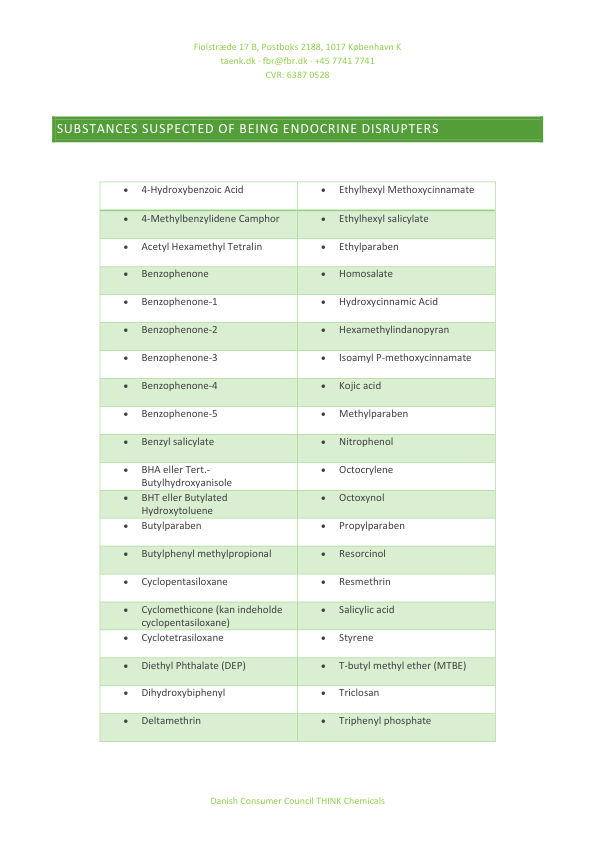 Fiolstræde 17 B, Postboks 2188, 1017 København K
taenk.dk · fbr@fbr.dk · +45 7741 7741
CVR: 6387 0528
SUBSTANCES SUSPECTED OF BEING ENDOCRINE DISRUPTERS
• 4-Hydroxybenzoic Acid • Ethylhexyl Methoxycinnamate
• 4-Methylbenzylidene Camphor • Ethylhexyl salicylate
• Acetyl Hexamethyl Tetralin • Ethylparaben
• Benzophenone • Homosalate
• Benzophenone-1 • Hydroxycinnamic Acid
• Benzophenone-2 • Hexamethylindanopyran
• Benzophenone-3 • Isoamyl P-methoxycinnamate
• Benzophenone-4 • Kojic acid
• Benzophenone-5 • Methylparaben
• Benzyl salicylate • Nitrophenol
• BHA eller Tert.- • Octocrylene
Butylhydroxyanisole
• BHT eller Butylated • Octoxynol
Hydroxytoluene
• Butylparaben • Propylparaben
• Butylphenyl methylpropional • Resorcinol
• Cyclopentasiloxane • Resmethrin
• Cyclomethicone (kan indeholde • Salicylic acid
cyclopentasiloxane)
• Cyclotetrasiloxane • Styrene
• Diethyl Phthalate (DEP) • T-butyl methyl ether (MTBE)
• Dihydroxybiphenyl • Triclosan
• Deltamethrin • Triphenyl phosphate
Danish Consumer Council THINK Chemicals